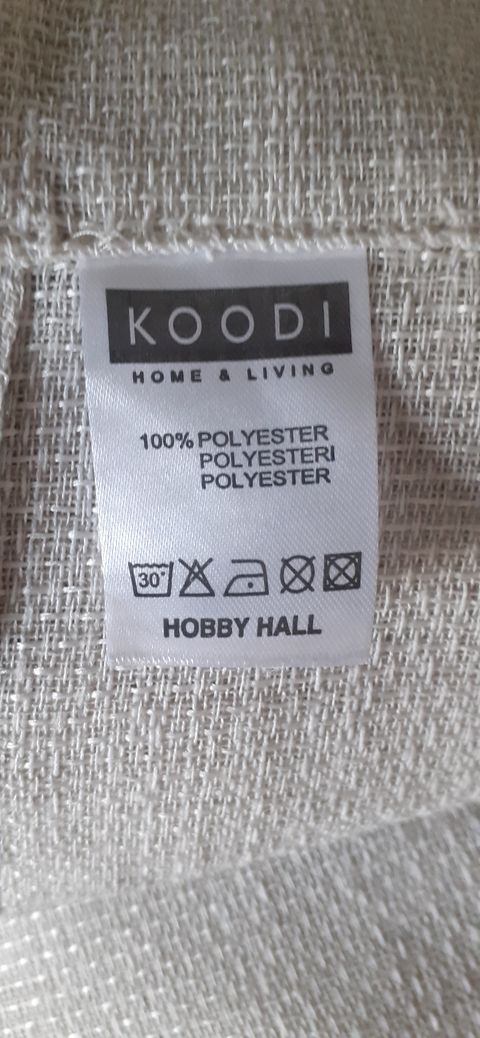 KOODI
HOME & LIVING
100% POLYESTER
POLYESTERI
POLYESTER
30°
HOBBY HALL